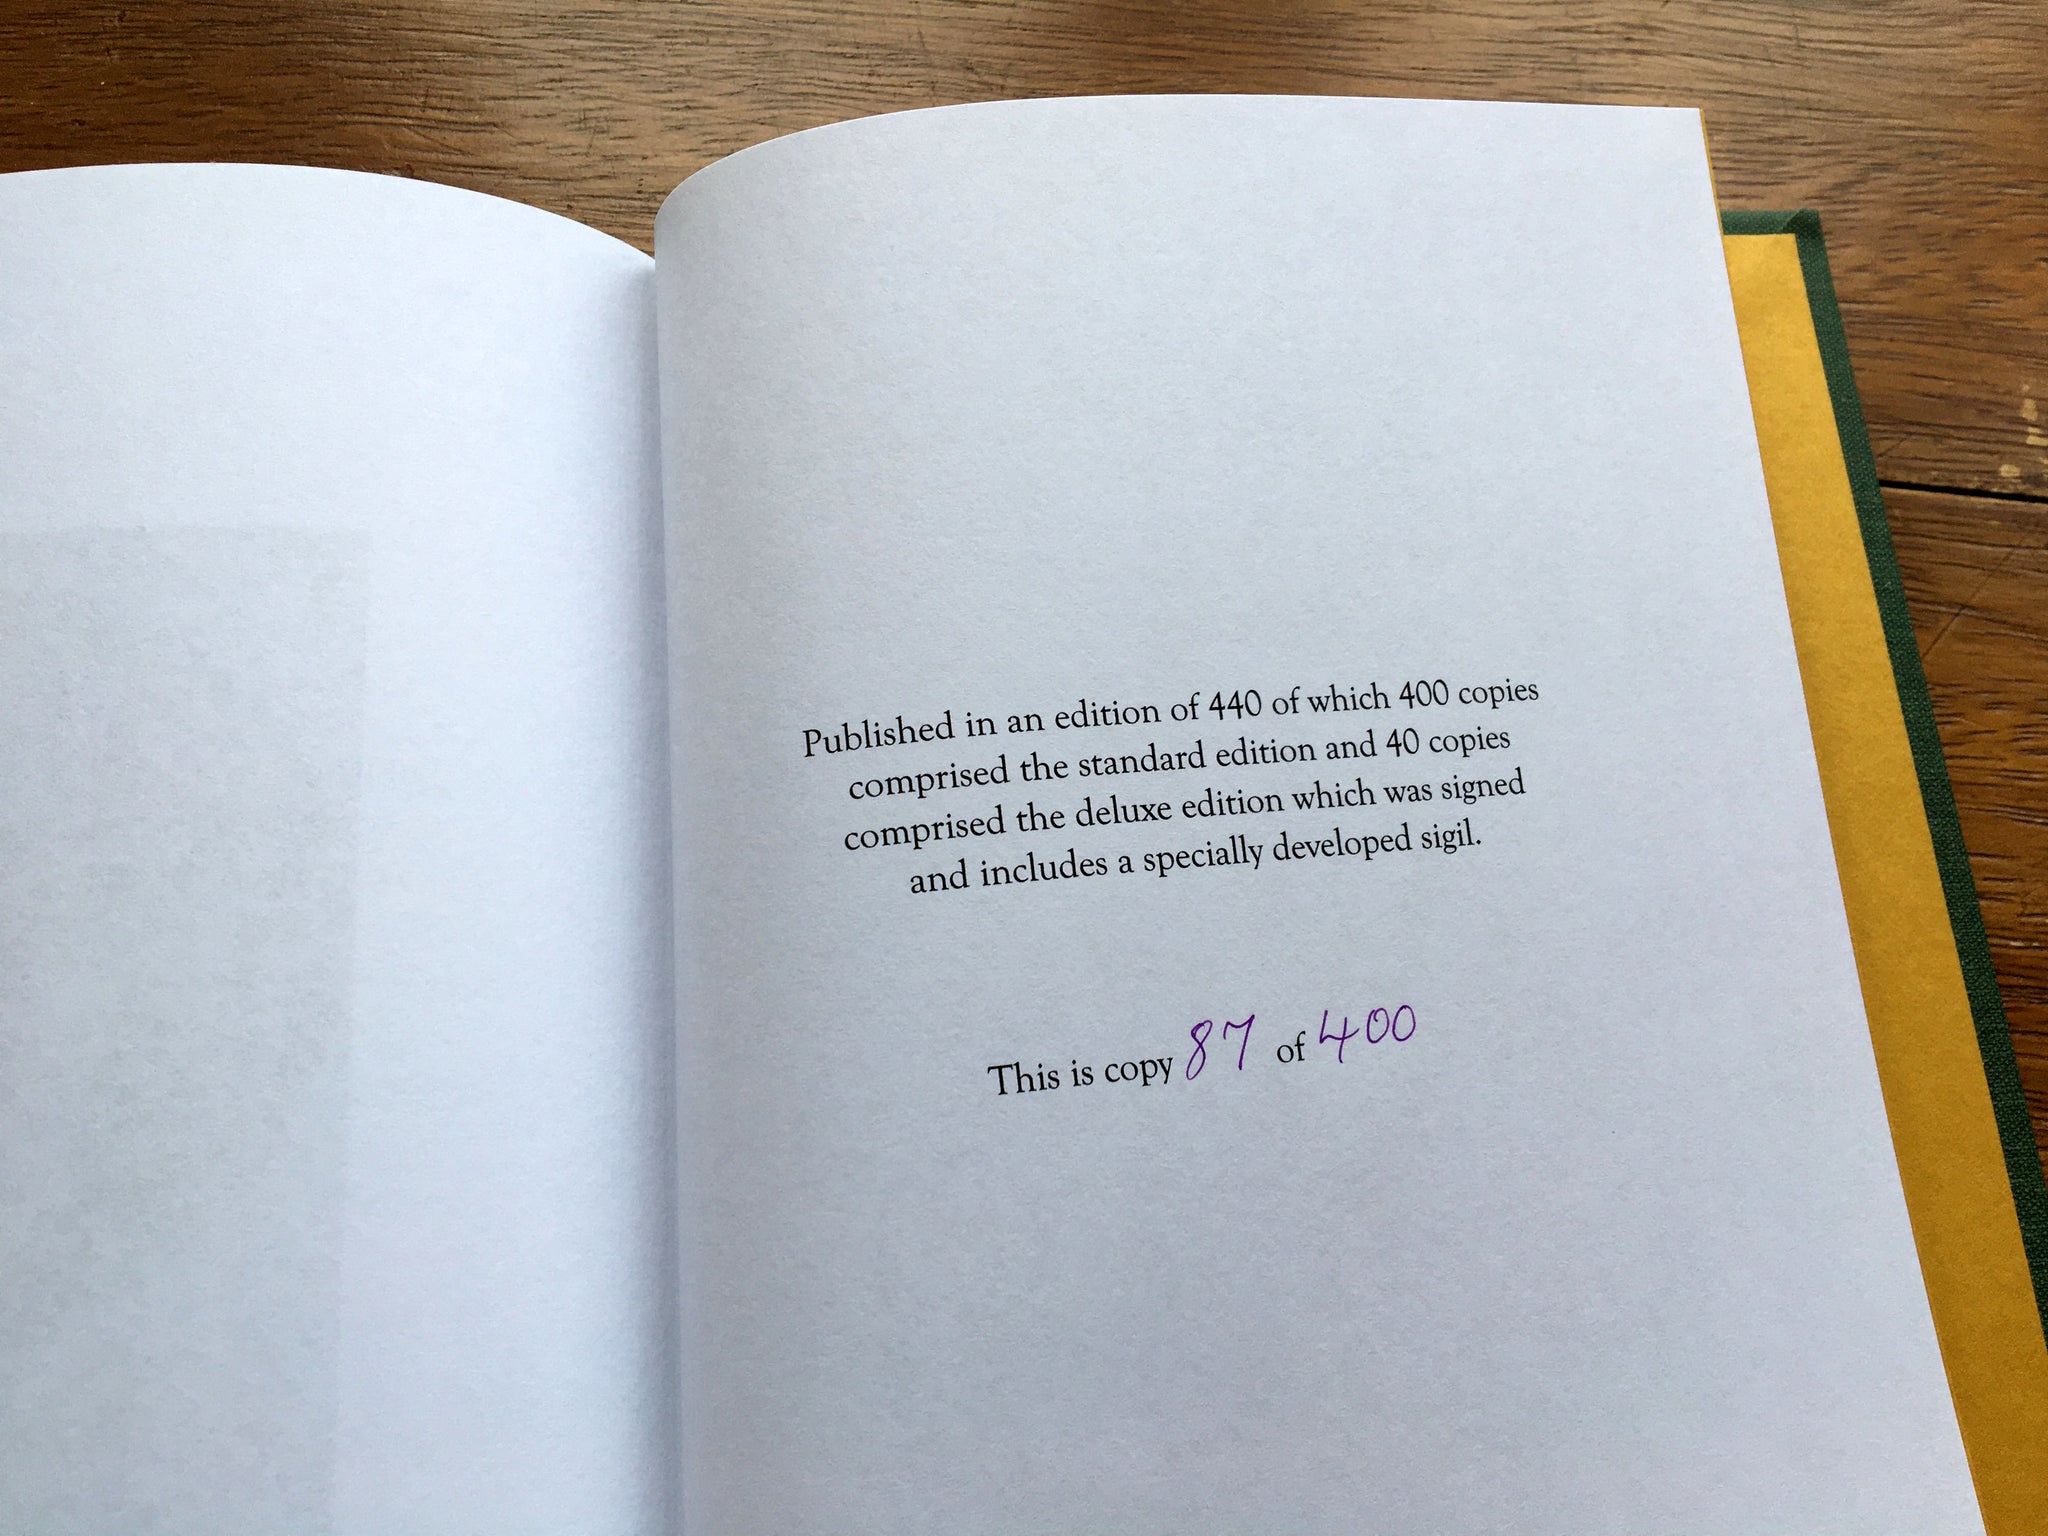 Published in an edition of 440 of which 400 copies
comprised the standard edition and 40 copies
comprised the deluxe edition which was signed
and includes a specially developed sigil.
This is copy 87 of 400